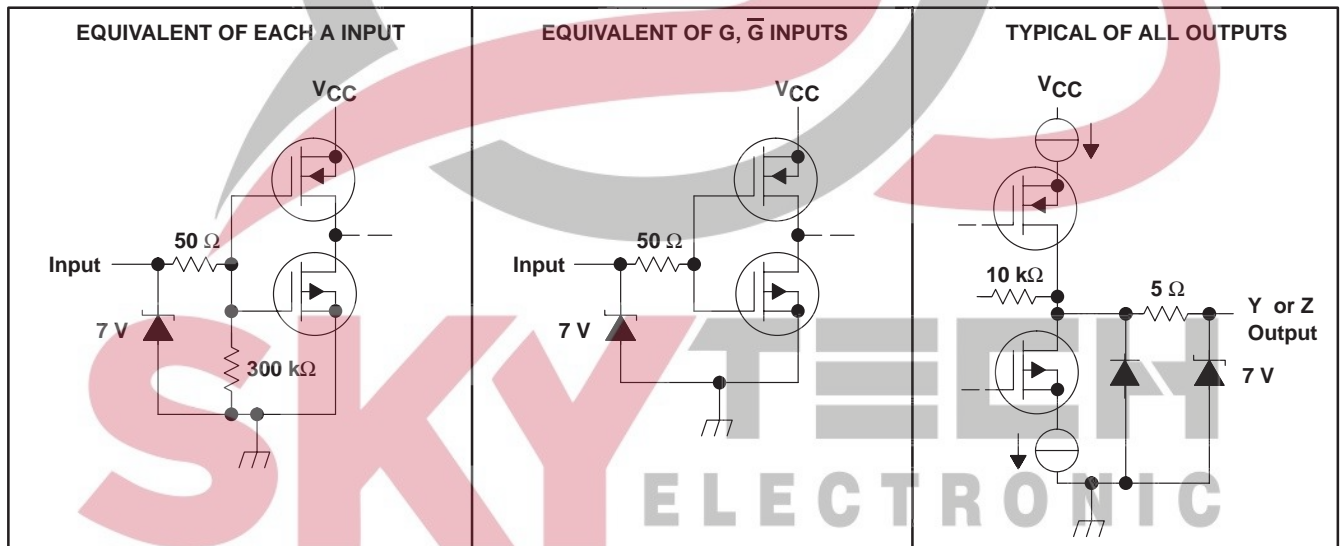 EQUIVALENT OF EACH A INPUT
VCC
50 Ω
Input
7 V
300 kΩ
EQUIVALENT OF G, G̅ INPUTS
VCC
50 Ω
Input
7 V
TYPICAL OF ALL OUTPUTS
VCC
10 kΩ
5 Ω
Y or Z
Output
7 V
SKYTECH
ELECTRONIC